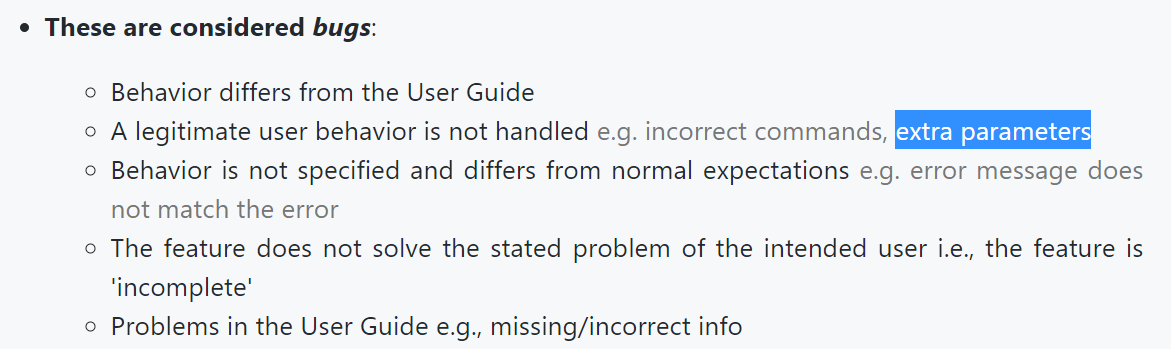 These are considered bugs:
Behavior differs from the User Guide
A legitimate user behavior is not handled e.g. incorrect commands, extra parameters
Behavior is not specified and differs from normal expectations e.g. error message does
not match the error
The feature does not solve the stated problem of the intended user i.e., the feature is
'incomplete'
Problems in the User Guide e.g., missing/incorrect info